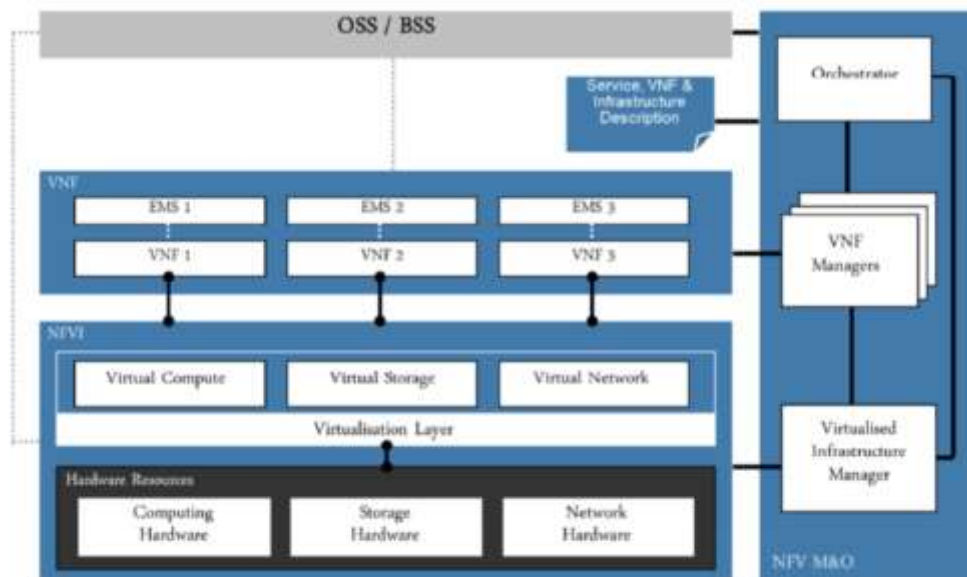 OSS / BSS
Orchestrator
Service, VNF &
Infrastructure
Description
VNF
EMS 1
EMS 2
EMS 3
VNF 1
VNF 2
VNF 3
VNF
Managers
NFVI
Virtual Compute
Virtual Storage
Virtual Network
Virtualisation Layer
Virtualised
Infrastructure
Manager
Hardware Resources
Computing
Hardware
Storage
Hardware
Network
Hardware
NFV M&O